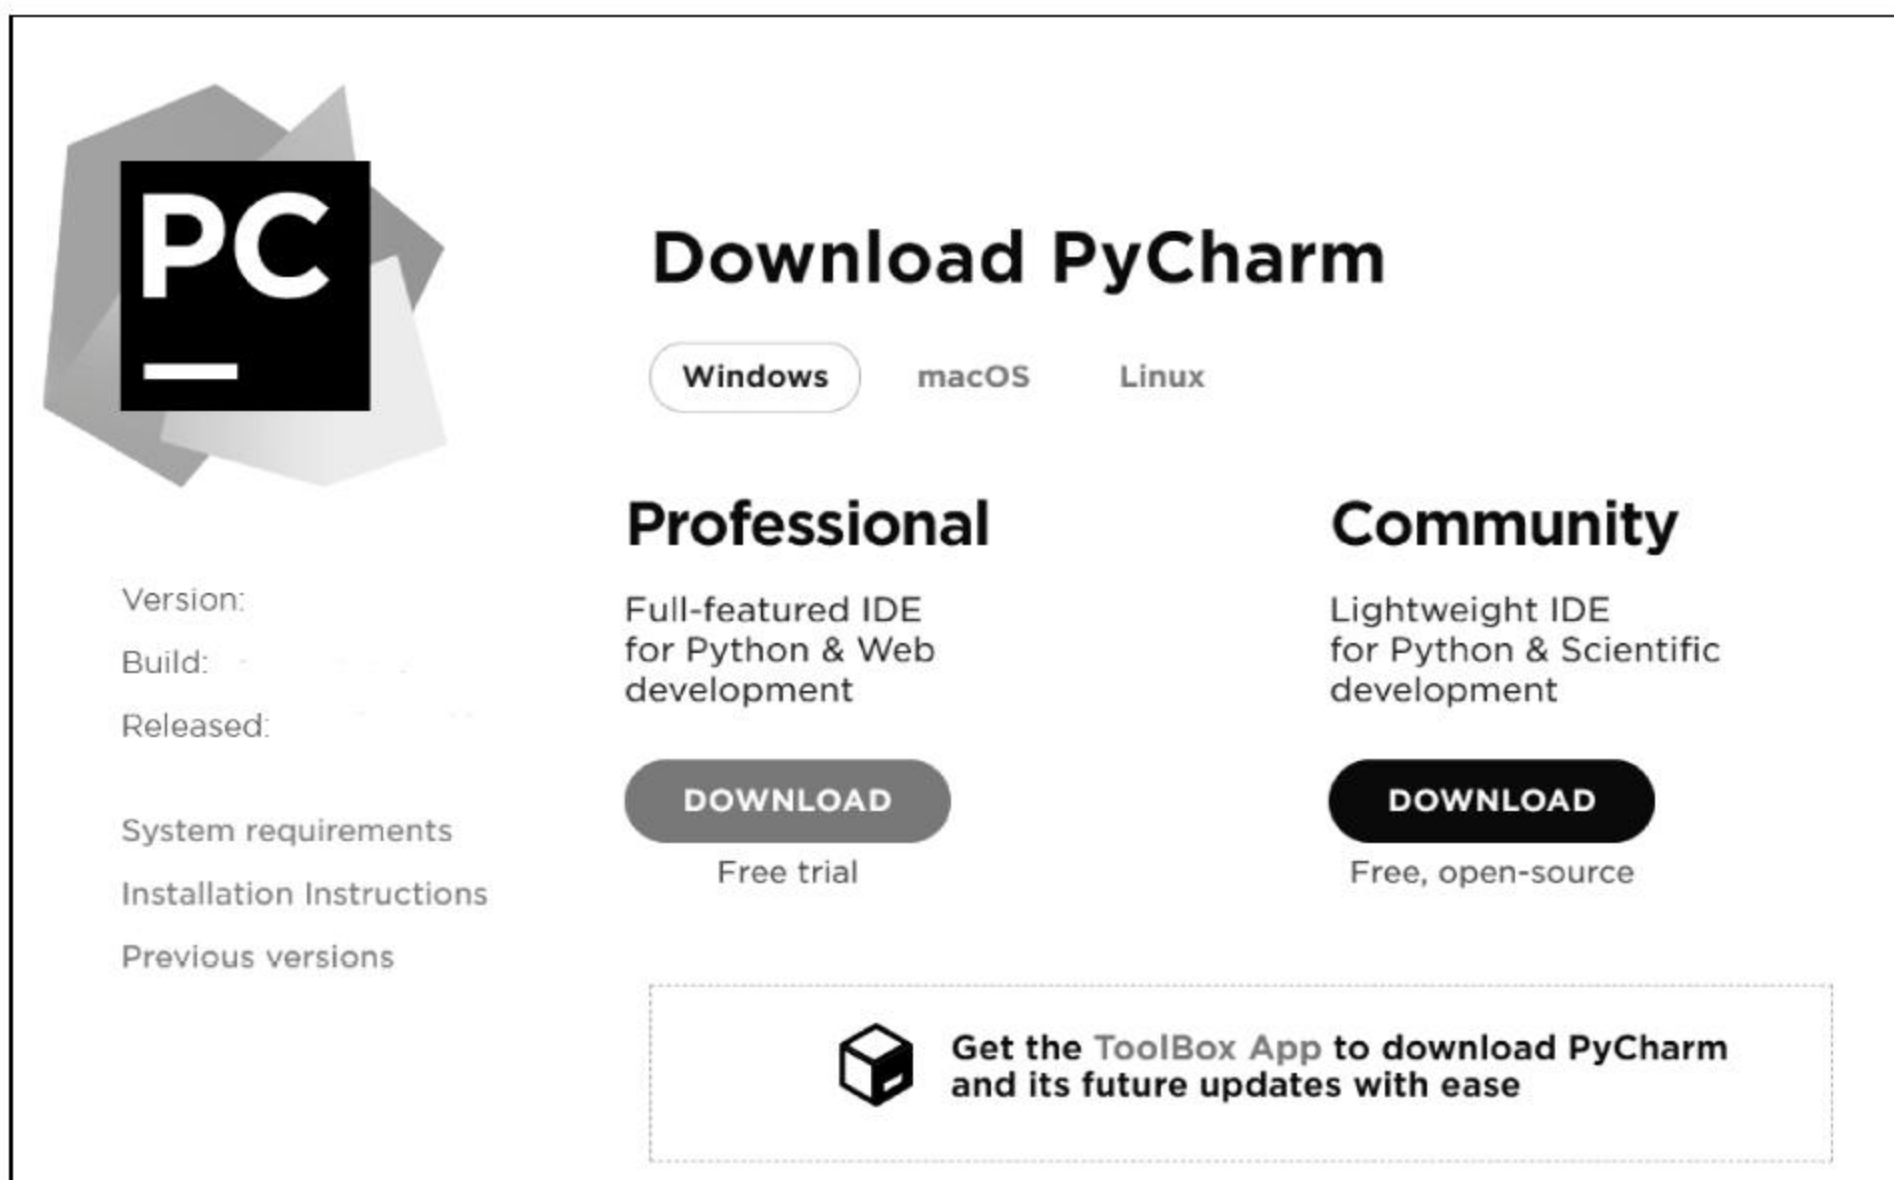 PC
Download PyCharm
Windows macOS Linux
Professional
Full-featured IDE
for Python & Web
development
DOWNLOAD
Free trial
Community
Lightweight IDE
for Python & Scientific
development
DOWNLOAD
Free, open-source
Version:
Build:
Released:
System requirements
Installation Instructions
Previous versions
Get the ToolBox App to download PyCharm
and its future updates with ease